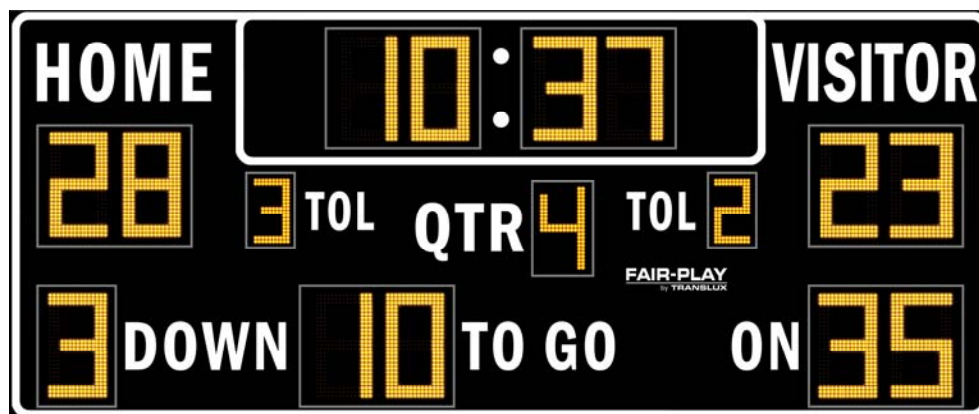 HOME 10:37 VISITOR
28 23
3 TOL QTR 4 TOL 2
FAIR-PLAY
by TRANSLUX
3 DOWN 10 TO GO ON 35